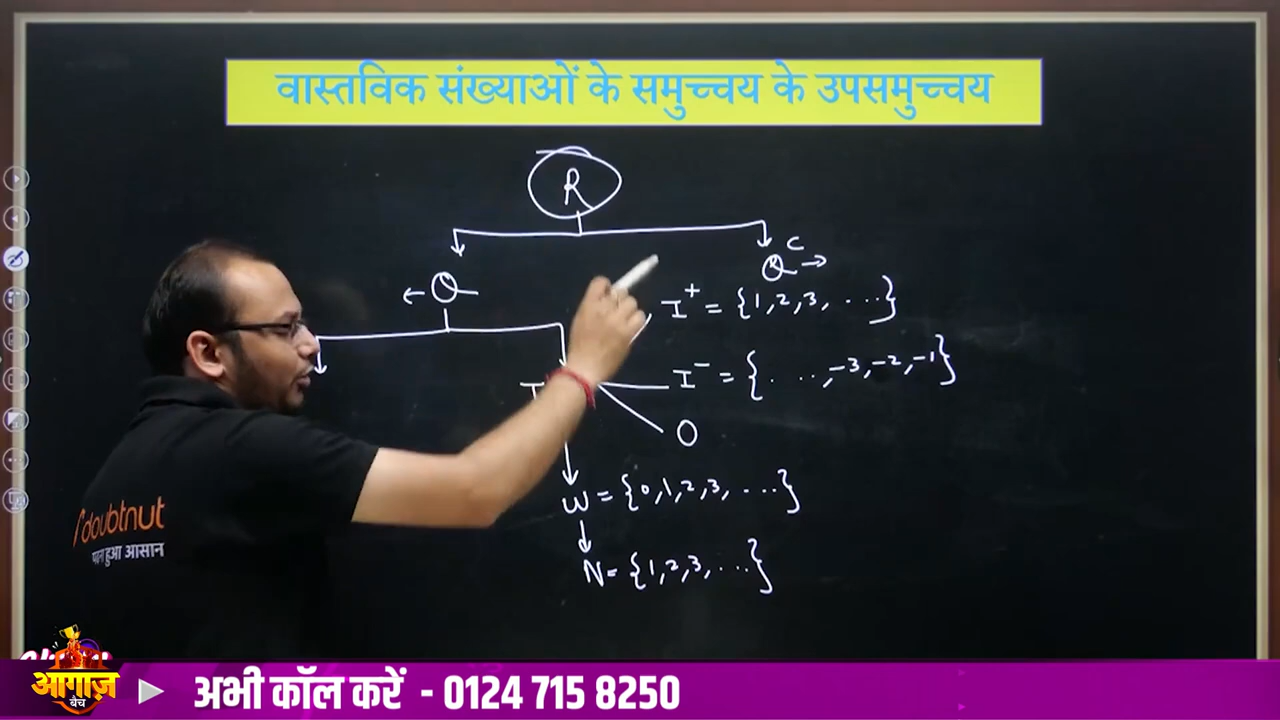 वास्तविक संख्याओं के समुच्चय के उपसमुच्चय
R
Q
Q^C
I^+ = {1,2,3, ....}
I^- = {. ..,-3,-2,-1}
I
0
W = {0,1,2,3, ....}
N = {1,2,3, ....}
doubtnut
पढ़ना हुआ आसान
आगाज़
बैच
अभी कॉल करें - 0124 715 8250